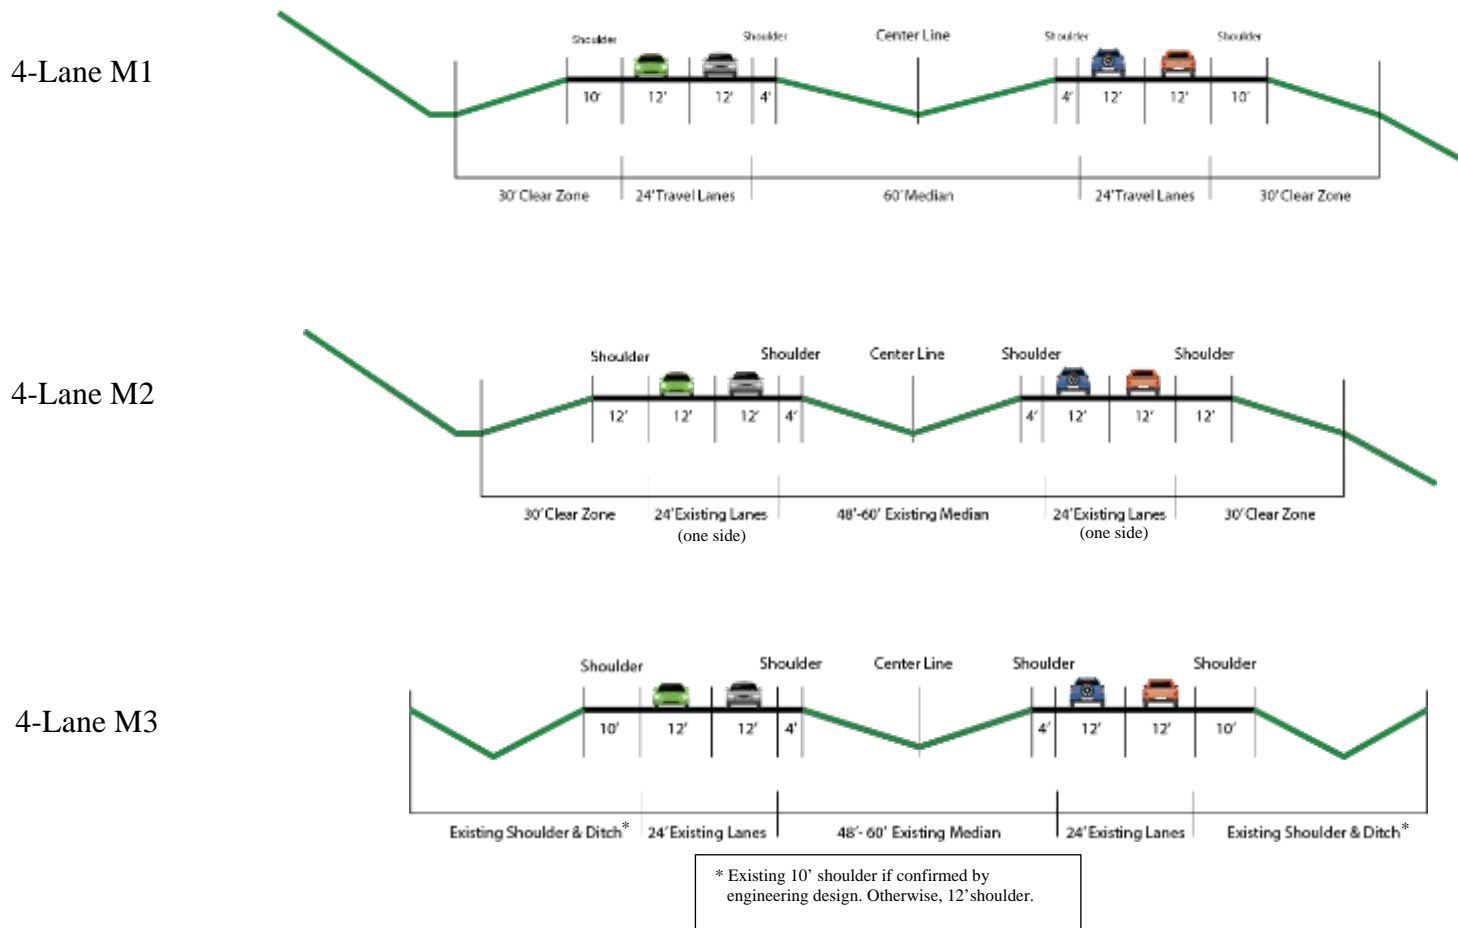 4-Lane M1
Shoulder Shoulder Center Line Shoulder Shoulder
10' 12' 12' 4' 4' 12' 12' 10'
30' Clear Zone 24' Travel Lanes 60' Median 24' Travel Lanes 30' Clear Zone
4-Lane M2
Shoulder Shoulder Center Line Shoulder Shoulder
12' 12' 12' 4' 4' 12' 12' 12'
30' Clear Zone 24' Existing Lanes 48'-60' Existing Median 24' Existing Lanes 30' Clear Zone
(one side) (one side)
4-Lane M3
Shoulder Shoulder Center Line Shoulder Shoulder
10' 12' 12' 4' 4' 12' 12' 10'
Existing Shoulder & Ditch* 24' Existing Lanes 48'- 60' Existing Median 24' Existing Lanes Existing Shoulder & Ditch*
* Existing 10' shoulder if confirmed by
engineering design. Otherwise, 12'shoulder.